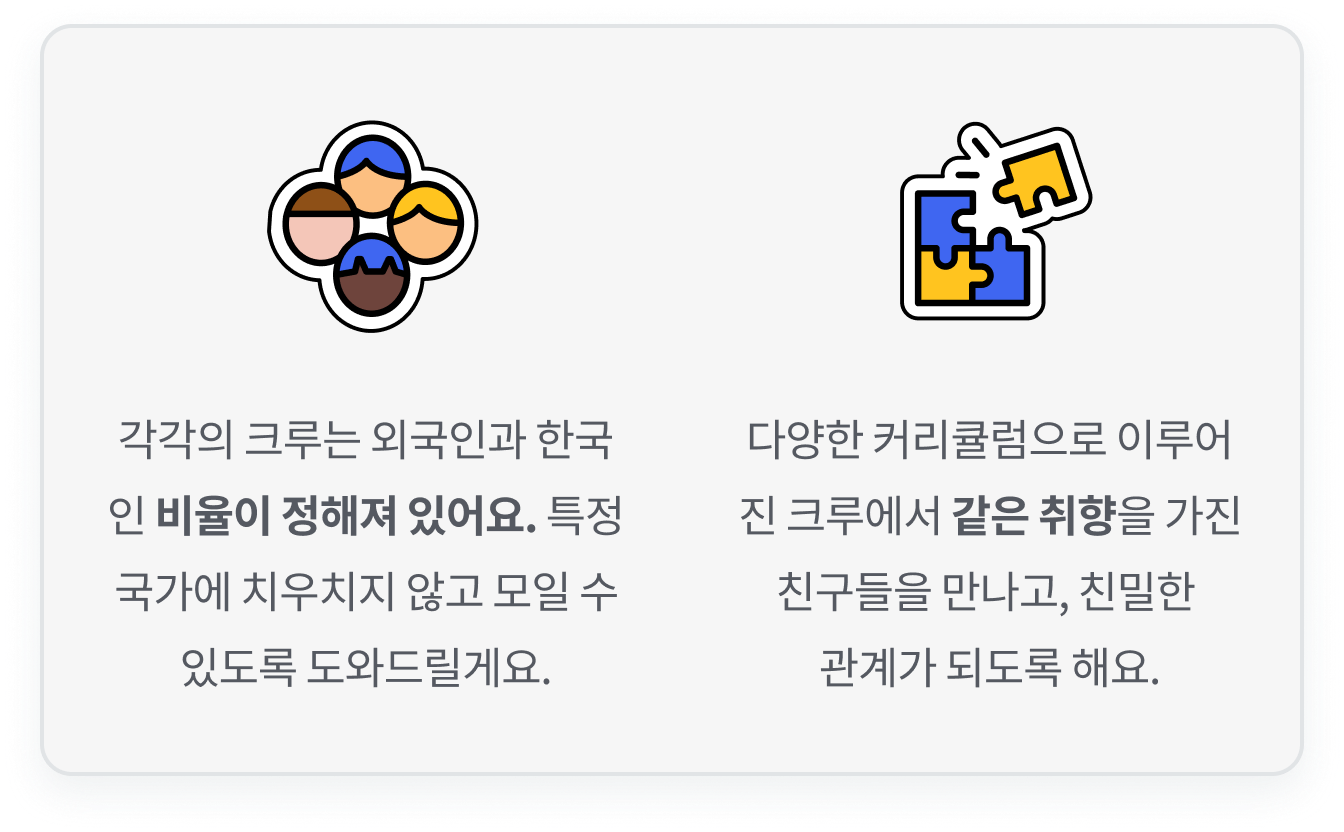 각각의 크루는 외국인과 한국
인 비율이 정해져 있어요. 특정
국가에 치우치지 않고 모일 수
있도록 도와드릴게요.
다양한 커리큘럼으로 이루어
진 크루에서 같은 취향을 가진
친구들을 만나고, 친밀한
관계가 되도록 해요.